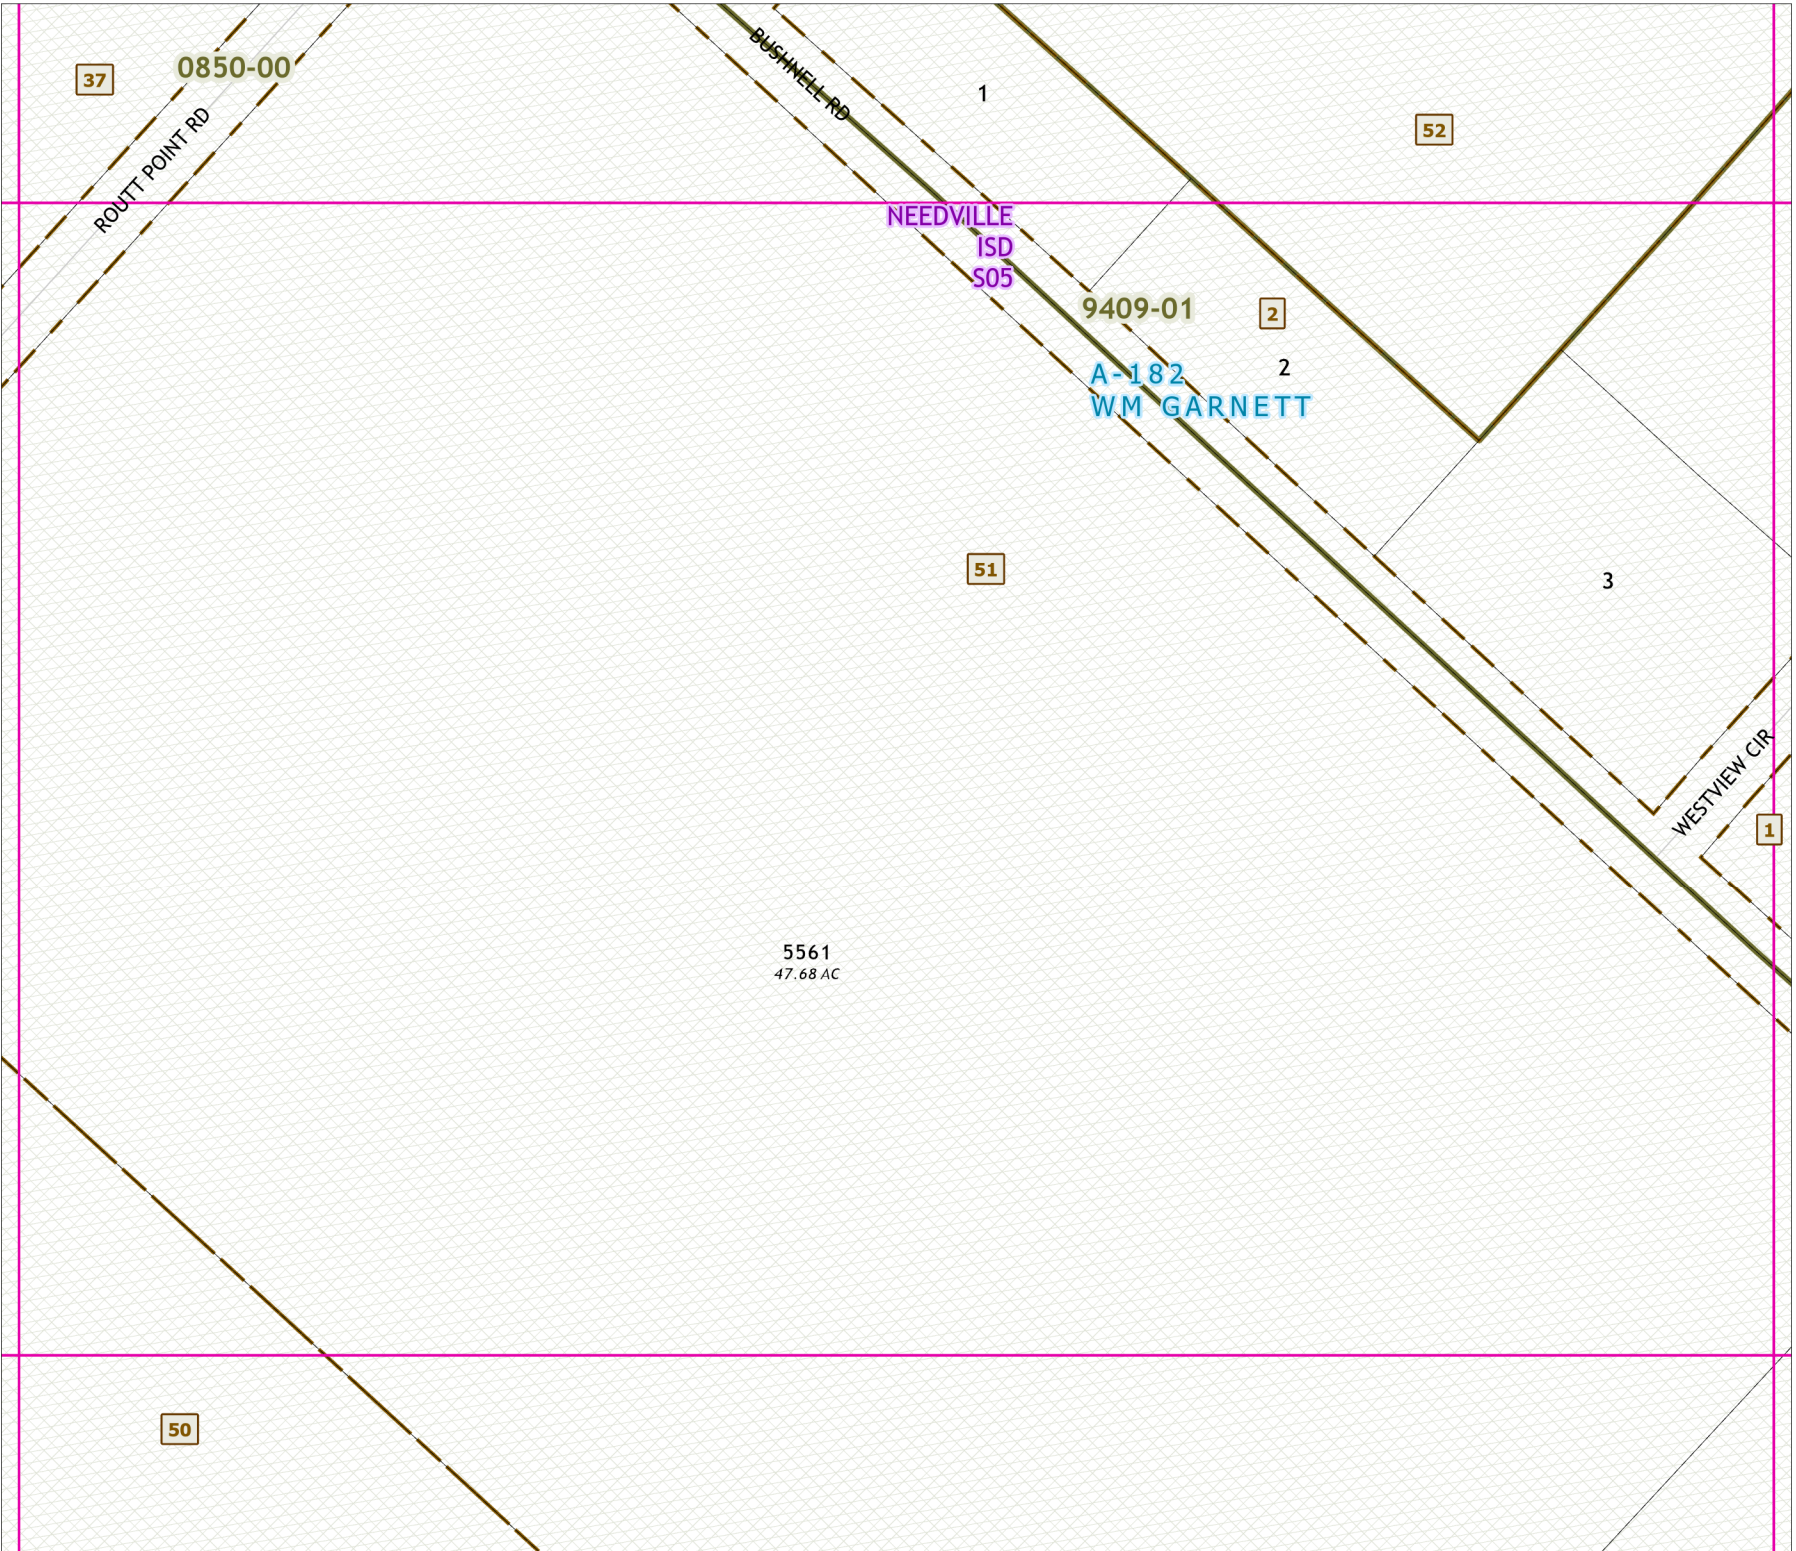 0850-00
37
ROUTT POINT RD
BUSHNELL RD
1
52
NEEDVILLE
ISD
S05
9409-01
2
2
A-182
WM GARNETT
51
3
WESTVIEW CIR
1
5561
47.68 AC
50